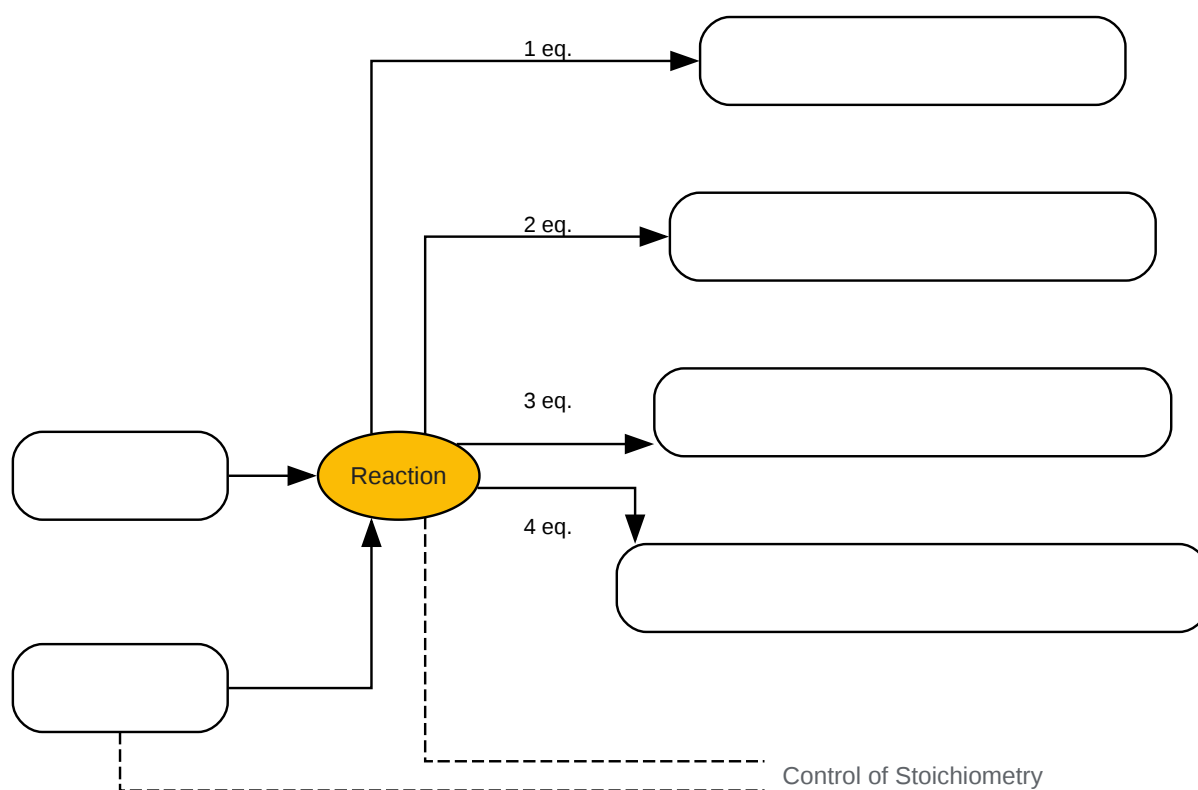 1 eq.
2 eq.
3 eq.
Reaction
4 eq.
Control of Stoichiometry